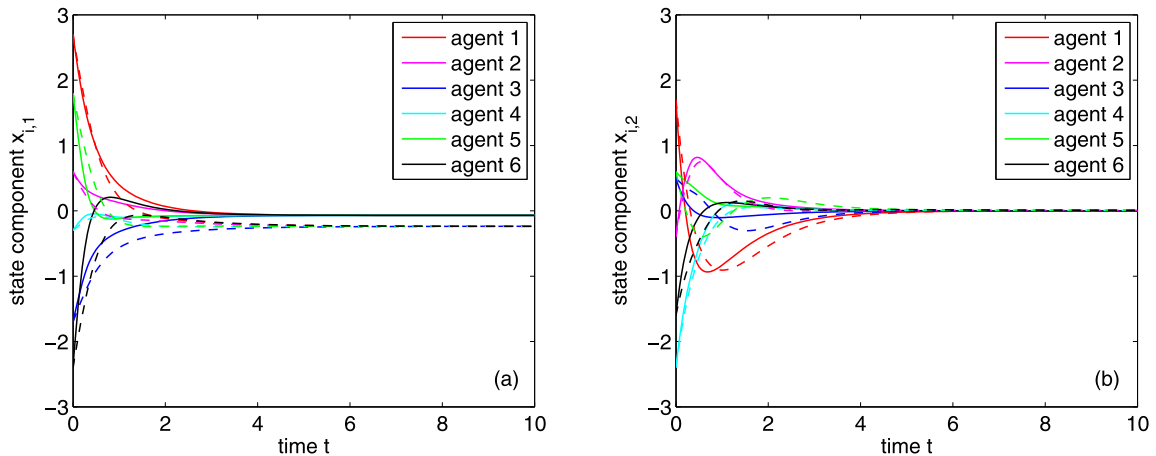 3
2
1
0
−1
−2
−3
0
2
4
6
8
10
state component x_{i,1}
time t
agent 1
agent 2
agent 3
agent 4
agent 5
agent 6
(a)
3
2
1
0
−1
−2
−3
0
2
4
6
8
10
state component x_{i,2}
time t
agent 1
agent 2
agent 3
agent 4
agent 5
agent 6
(b)